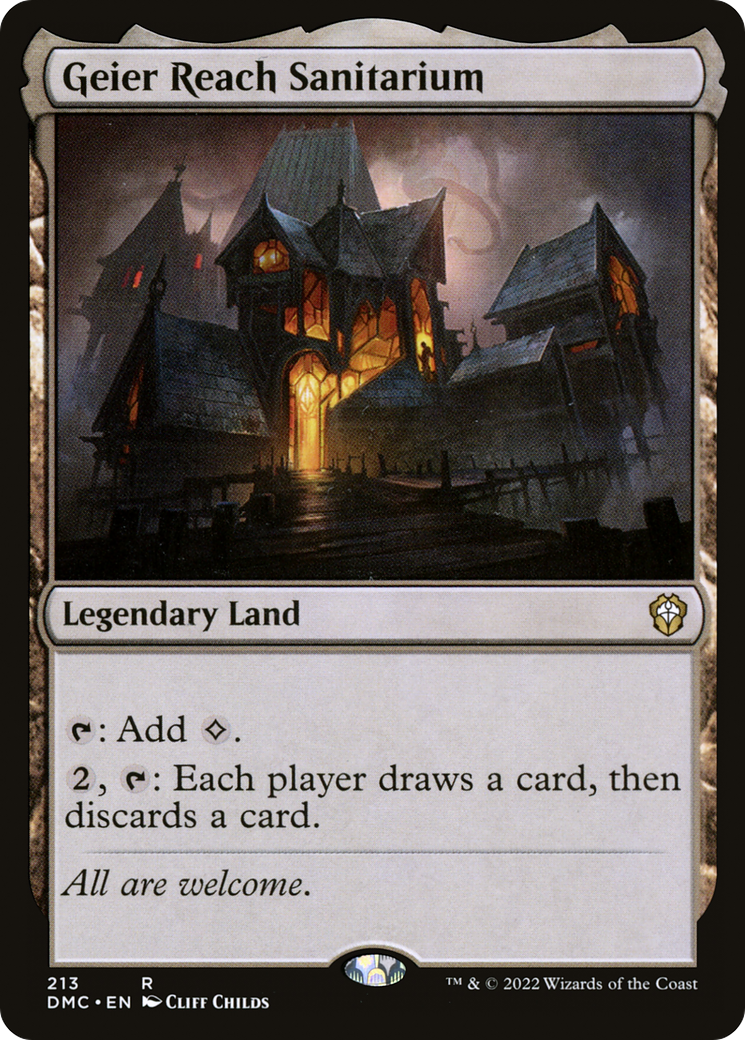 Geier Reach Sanitarium
Legendary Land
: Add .
2, : Each player draws a card, then
discards a card.
All are welcome.
213 R
DMC • EN Cliff Childs
™ & © 2022 Wizards of the Coast